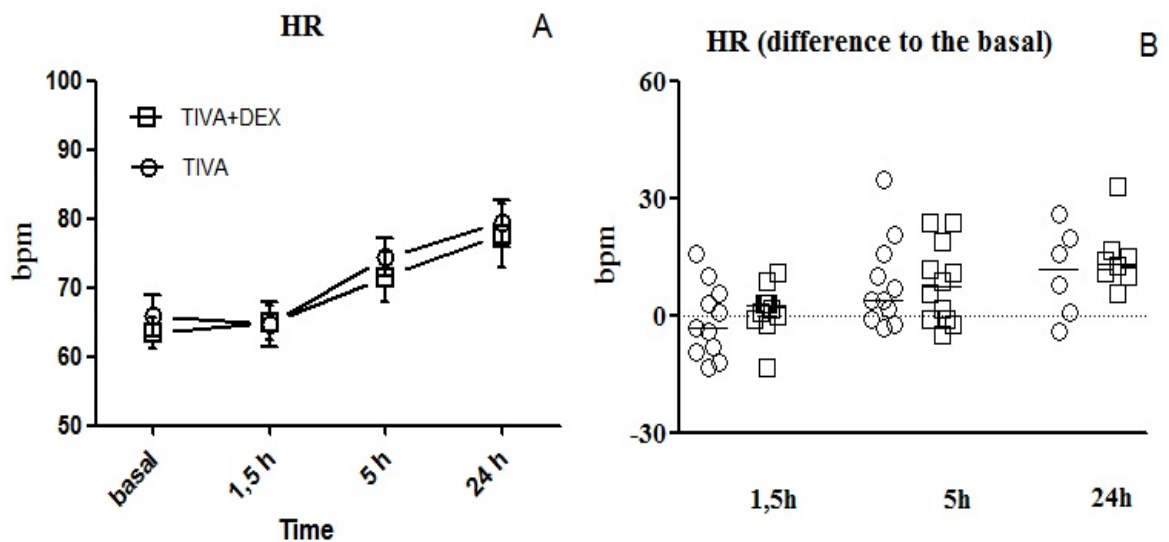 HR
A
bpm
100
90
80
70
60
50
TIVA+DEX
TIVA
basal
1,5 h
5 h
24 h
Time
HR (difference to the basal)
B
bpm
60
30
0
-30
1,5h
5h
24h